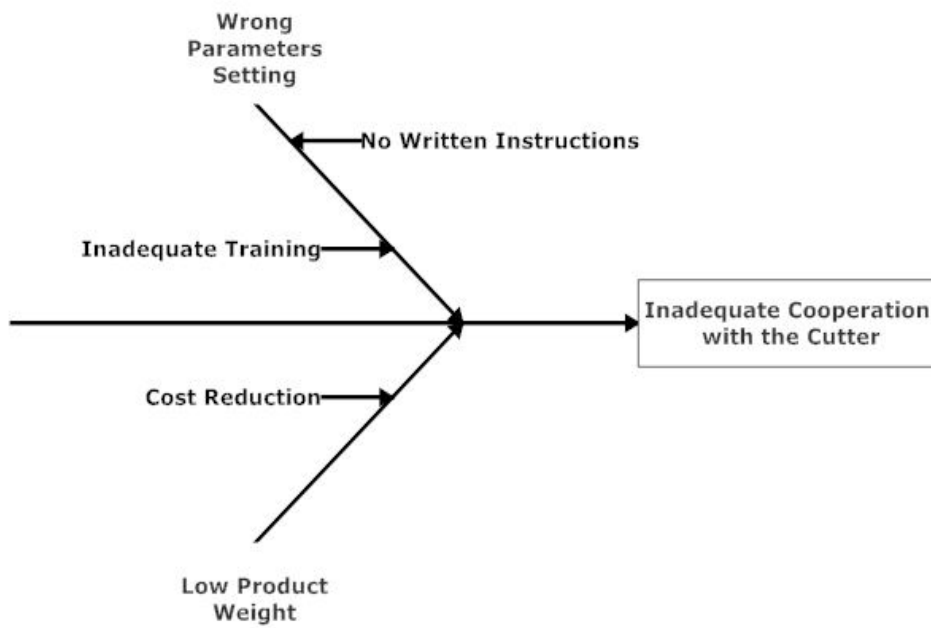 Wrong
Parameters
Setting
No Written Instructions
Inadequate Training
Inadequate Cooperation
with the Cutter
Cost Reduction
Low Product
Weight